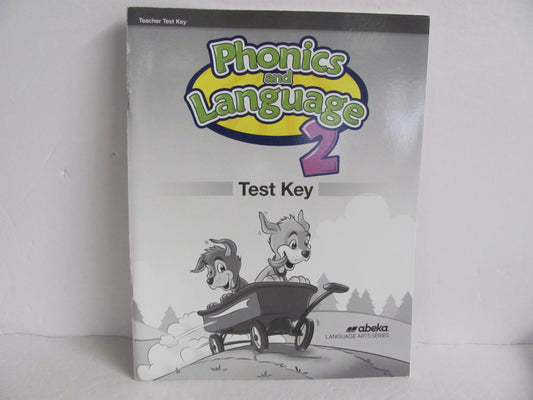 Teacher Test Key
Phonics
and
Language
2
Test Key
abeka
LANGUAGE ARTS SERIES